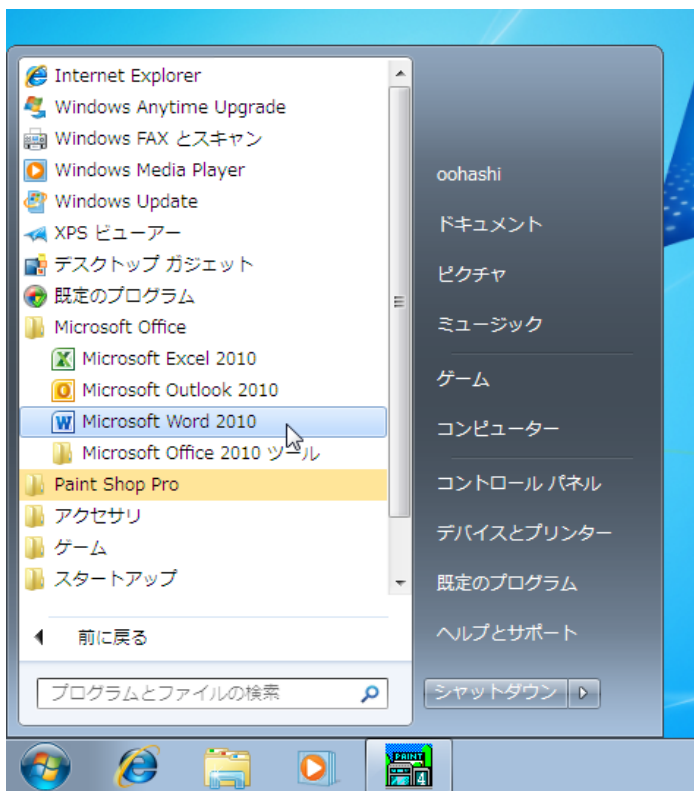 Internet Explorer
Windows Anytime Upgrade
Windows FAX とスキャン
Windows Media Player
Windows Update
XPS ビューアー
デスクトップ ガジェット
既定のプログラム
Microsoft Office
Microsoft Excel 2010
Microsoft Outlook 2010
Microsoft Word 2010
Microsoft Office 2010 ツール
Paint Shop Pro
アクセサリ
ゲーム
スタートアップ
前に戻る
プログラムとファイルの検索
oohashi
ドキュメント
ピクチャ
ミュージック
ゲーム
コンピューター
コントロール パネル
デバイスとプリンター
既定のプログラム
ヘルプとサポート
シャットダウン
PAINT
4